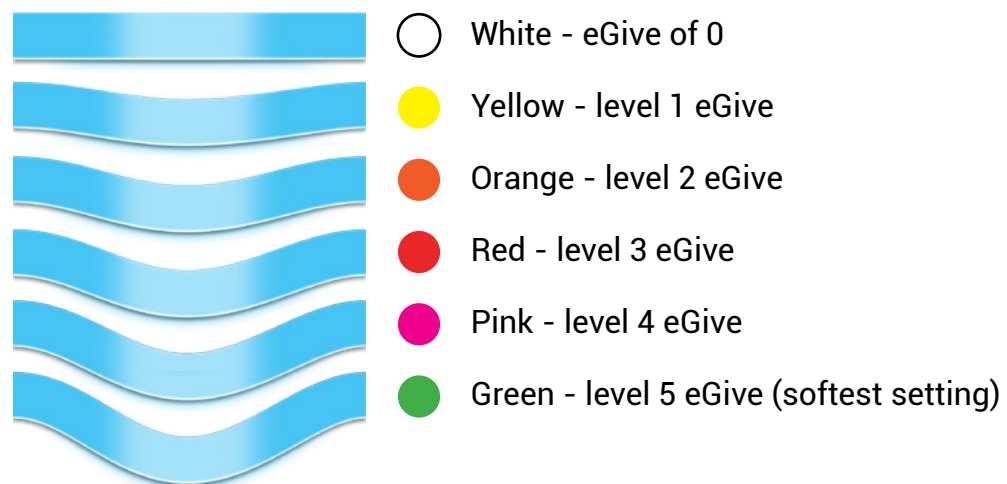 White - eGive of 0
Yellow - level 1 eGive
Orange - level 2 eGive
Red - level 3 eGive
Pink - level 4 eGive
Green - level 5 eGive (softest setting)